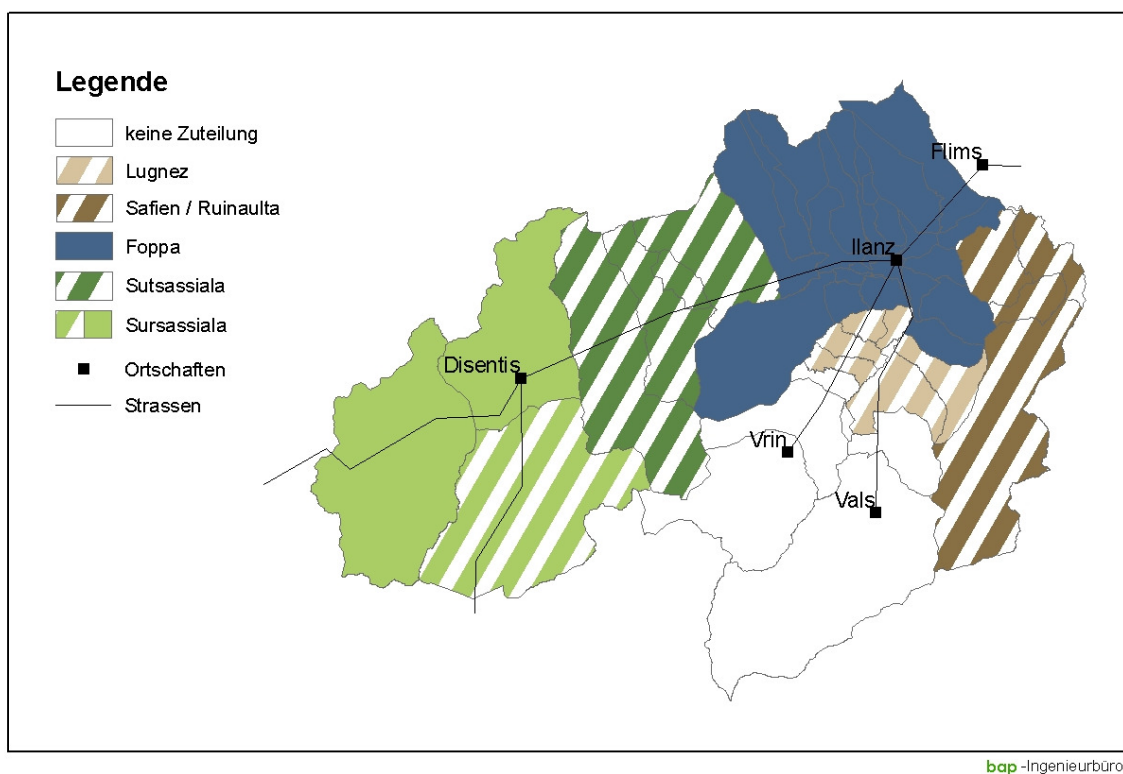 Legende
keine Zuteilung
Lugnez
Safien / Ruinaulta
Foppa
Sutsassiala
Sursassiala
Ortschaften
Strassen
Flims
Ilanz
Disentis
Vrin
Vals
bap -Ingenieurbüro